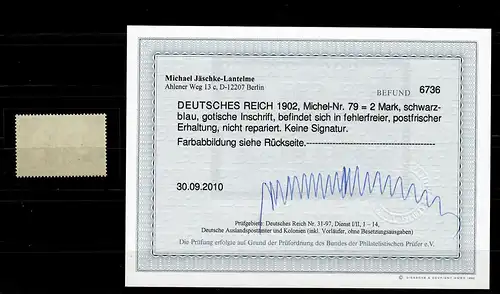 Michael Jäschke-Lantelme
Ahlener Weg 13 c, D-12207 Berlin
BEFUND 6736
DEUTSCHES REICH 1902, Michel-Nr. 79 = 2 Mark, schwarz-
blau, gotische Inschrift, befindet sich in fehlerfreier, postfrischer
Erhaltung, nicht repariert. Keine Signatur.
Farbabbildung siehe Rückseite.-----------------------------------
30.09.2010
Prüfgebiete: Deutsches Reich Nr. 31-97, Dienst I/II, 1 – 14,
Deutsche Auslandspostämter und Kolonien (inkl. Vorläufer, ohne Besetzungsausgaben)
Die Prüfung erfolgte auf Grund der Prüfordnung des Bundes der Philatelistischen Prüfer e.V.